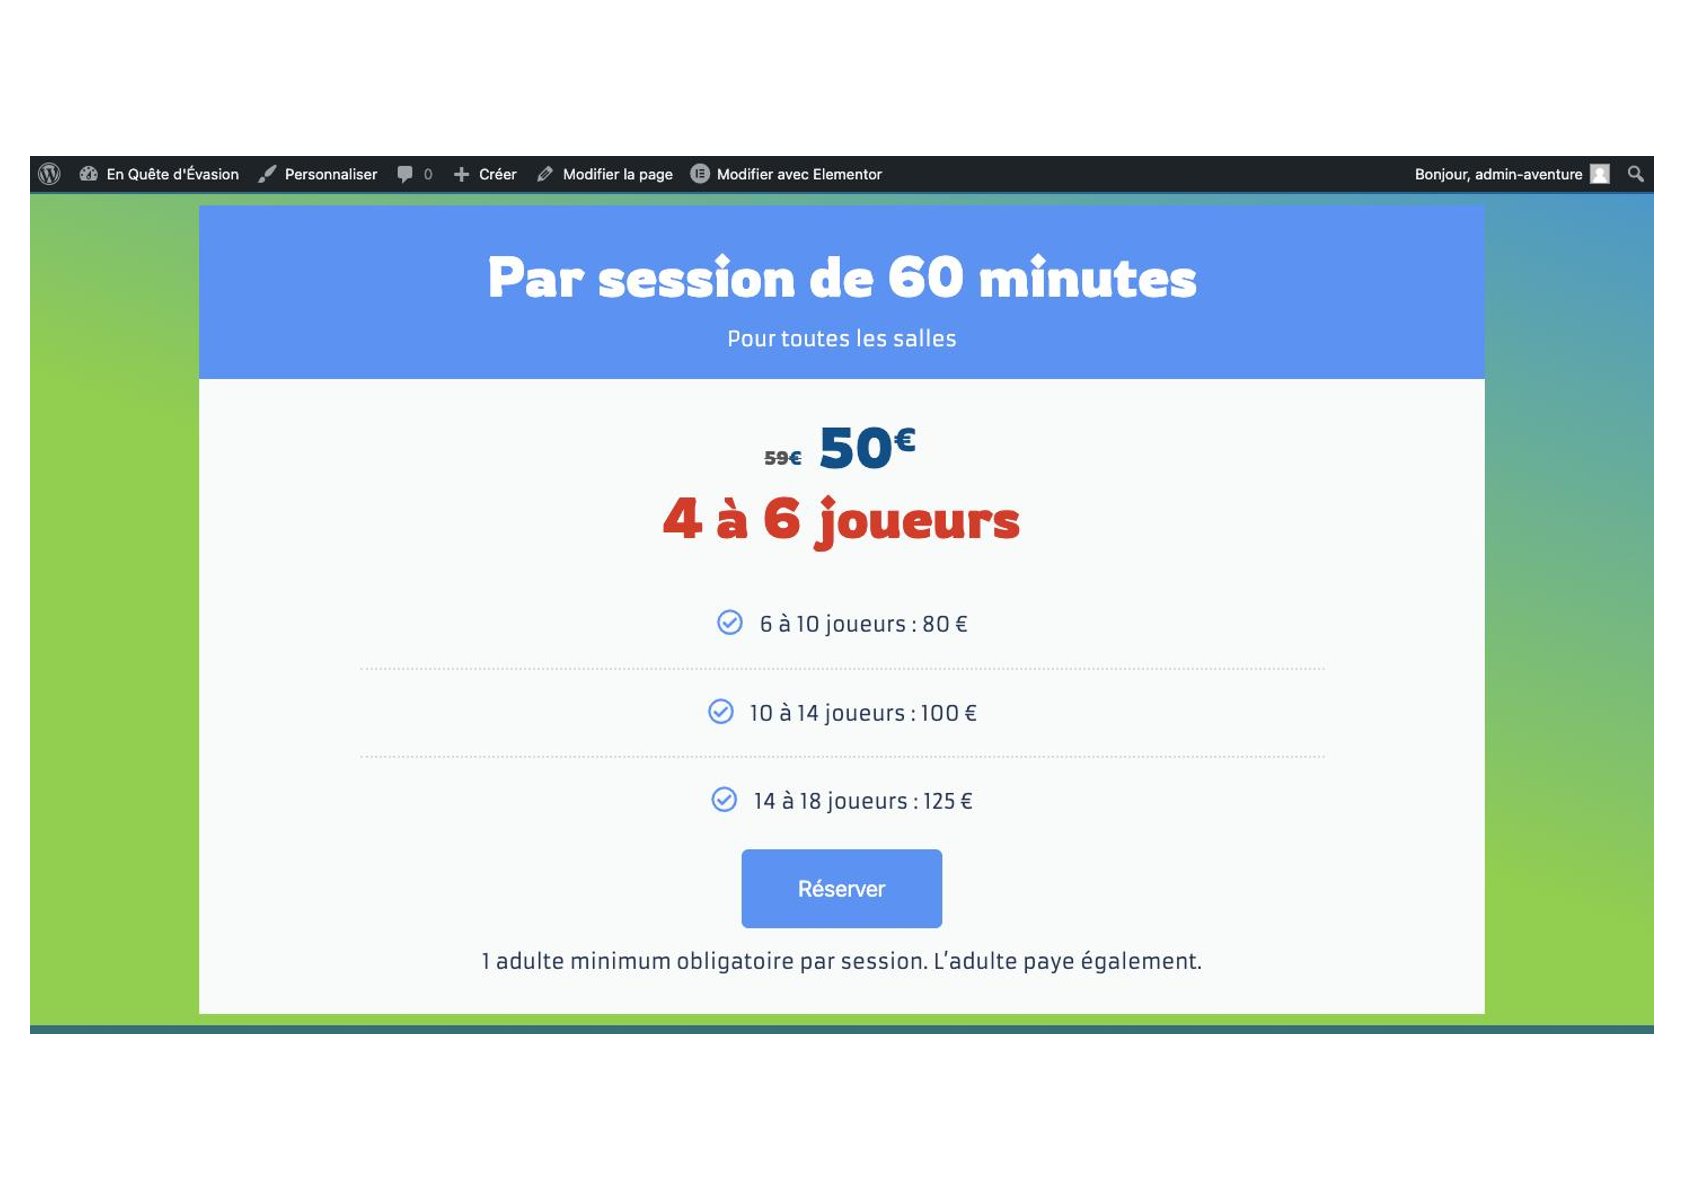 En Quête d'Évasion Personnaliser 0 Créer Modifier la page Modifier avec Elementor Bonjour, admin-aventure
Par session de 60 minutes
Pour toutes les salles
59€ 50€
4 à 6 joueurs
6 à 10 joueurs : 80 €
10 à 14 joueurs : 100 €
14 à 18 joueurs : 125 €
Réserver
1 adulte minimum obligatoire par session. L’adulte paye également.